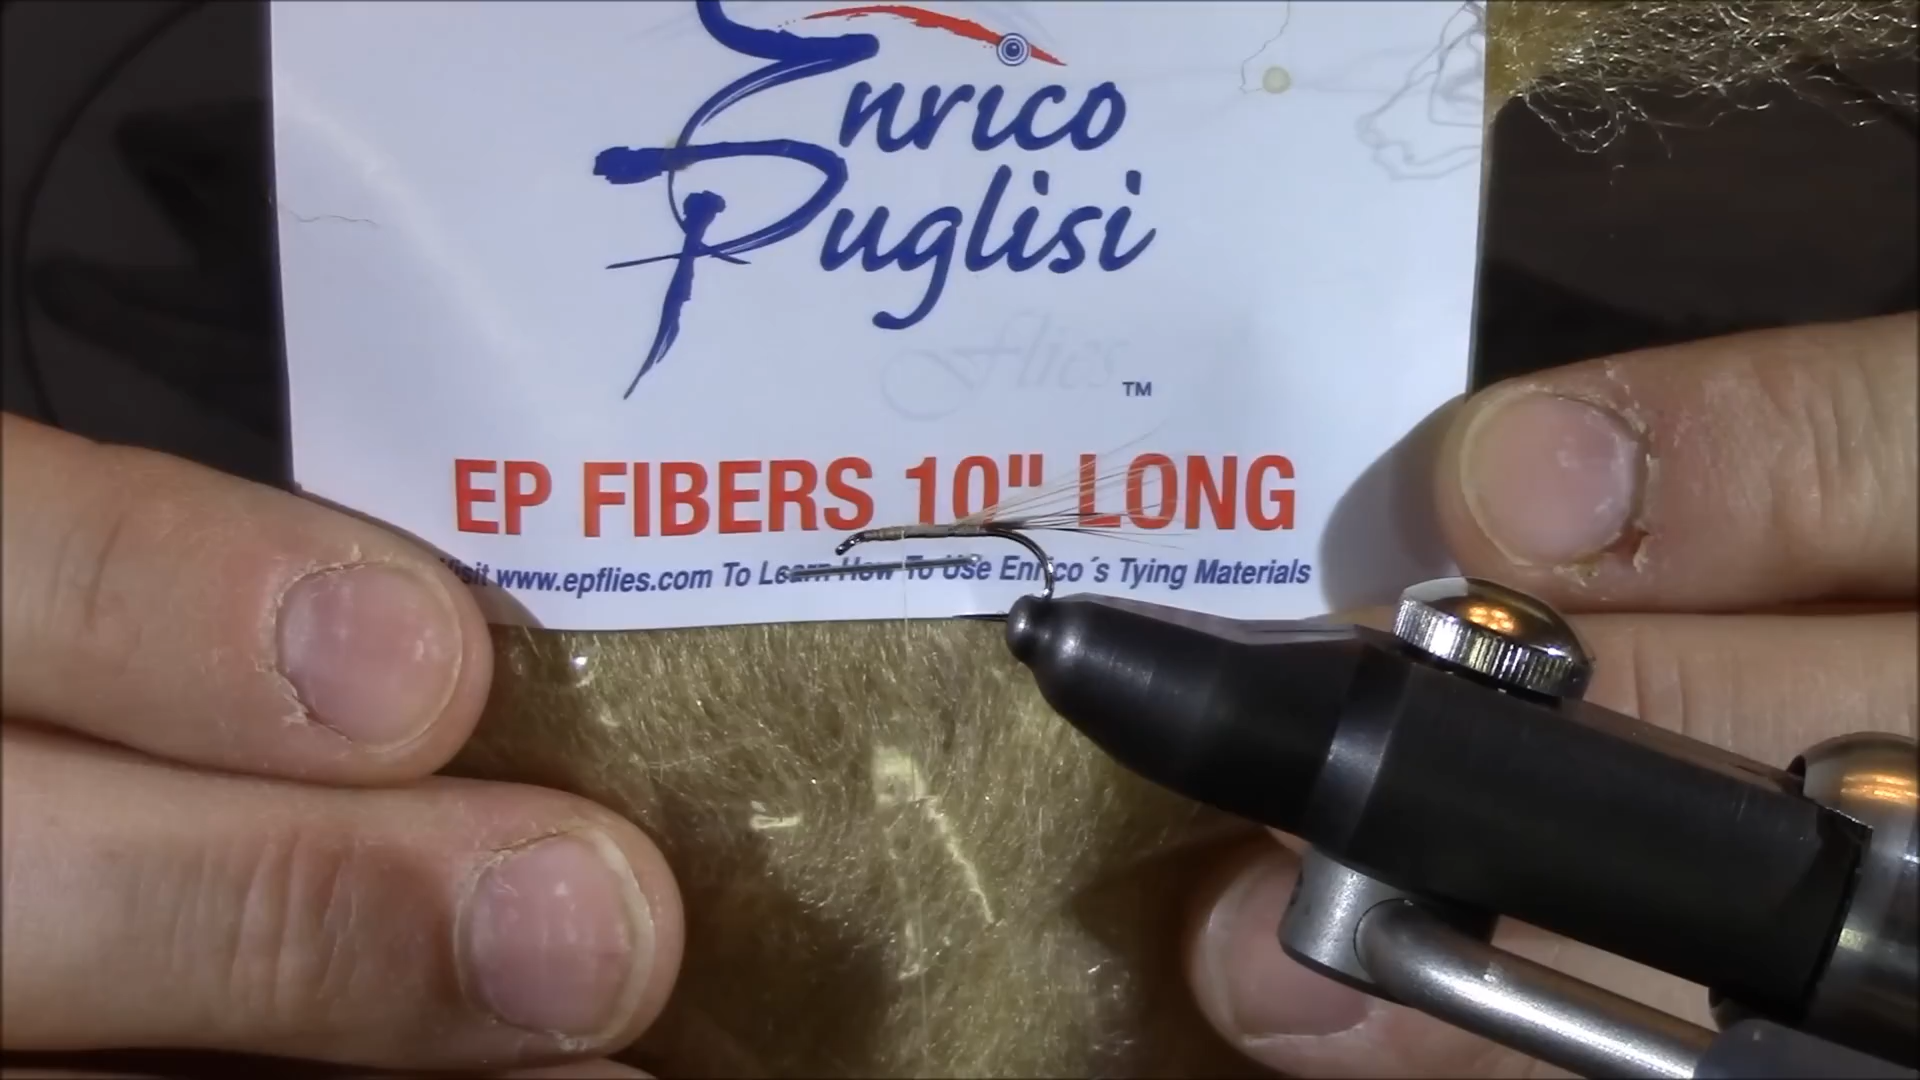 Enrico
Puglisi
Flies
TM
EP FIBERS 10" LONG
Visit www.epflies.com To Learn How To Use Enrico´s Tying Materials